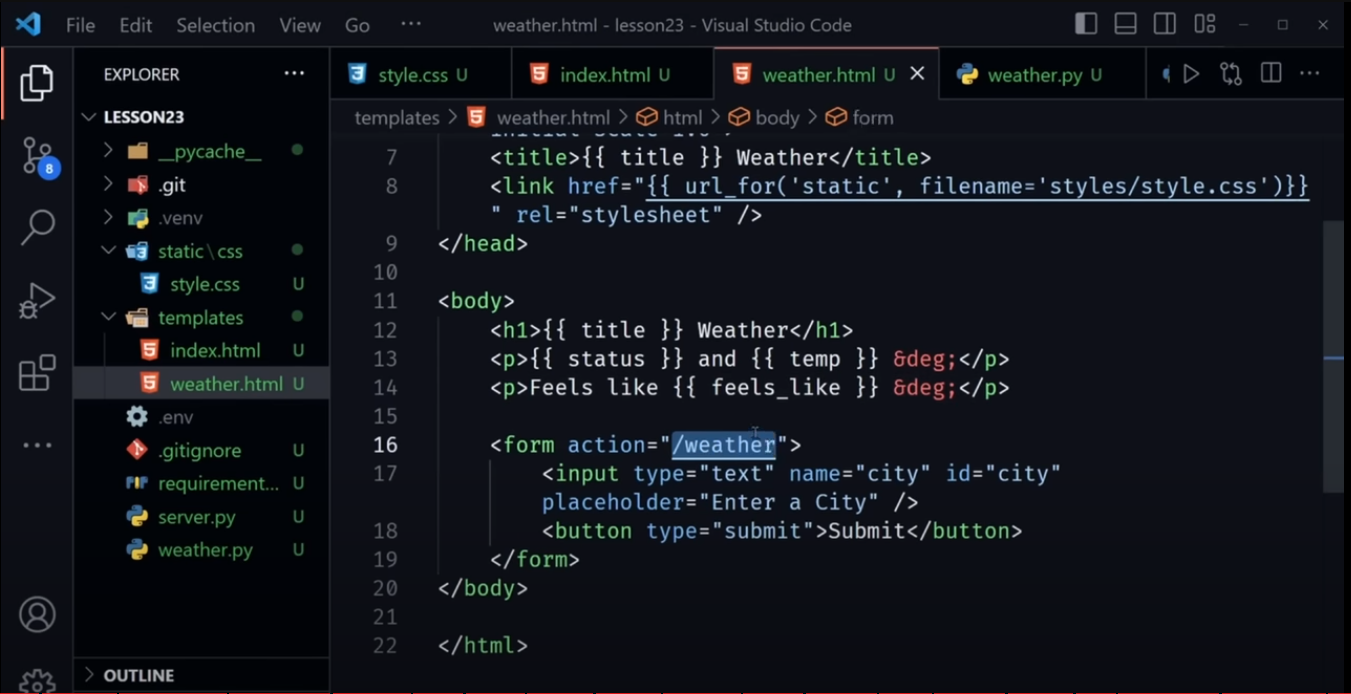 File Edit Selection View Go ··· weather.html - lesson23 - Visual Studio Code
EXPLORER ···
LESSON23
__pycache__
.git
.venv
static\css
style.css U
templates
index.html U
weather.html U
.env
.gitignore U
requirement... U
server.py U
weather.py U
OUTLINE
8
style.css U index.html U weather.html U weather.py U
templates > weather.html > html > body > form
7 <title>{{ title }} Weather</title>
8 <link href="{{ url_for('static', filename='styles/style.css')}}
" rel="stylesheet" />
9 </head>
10
11 <body>
12 <h1>{{ title }} Weather</h1>
13 <p>{{ status }} and {{ temp }} &deg;</p>
14 <p>Feels like {{ feels_like }} &deg;</p>
15
16 <form action="/weather">
17 <input type="text" name="city" id="city"
placeholder="Enter a City" />
18 <button type="submit">Submit</button>
19 </form>
20 </body>
21
22 </html>